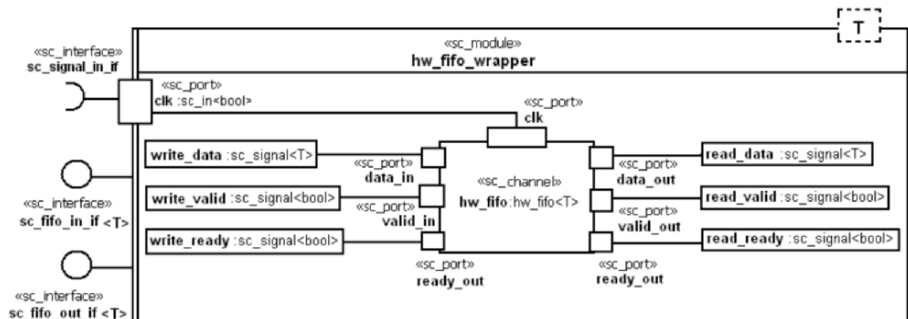 T
«sc_module»
hw_fifo_wrapper
«sc_interface»
sc_signal_in_if
«sc_port»
clk :sc_in<bool>
«sc_port»
clk
write_data :sc_signal<T>
«sc_port»
data_in
write_valid :sc_signal<bool>
«sc_port»
valid_in
write_ready :sc_signal<bool>
«sc_port»
ready_out
«sc_channel»
hw_fifo:hw_fifo<T>
read_data :sc_signal<T>
«sc_port»
data_out
read_valid :sc_signal<bool>
«sc_port»
valid_out
read_ready :sc_signal<bool>
«sc_port»
ready_out
«sc_interface»
sc_fifo_in_if <T>
«sc_interface»
sc_fifo_out_if <T>